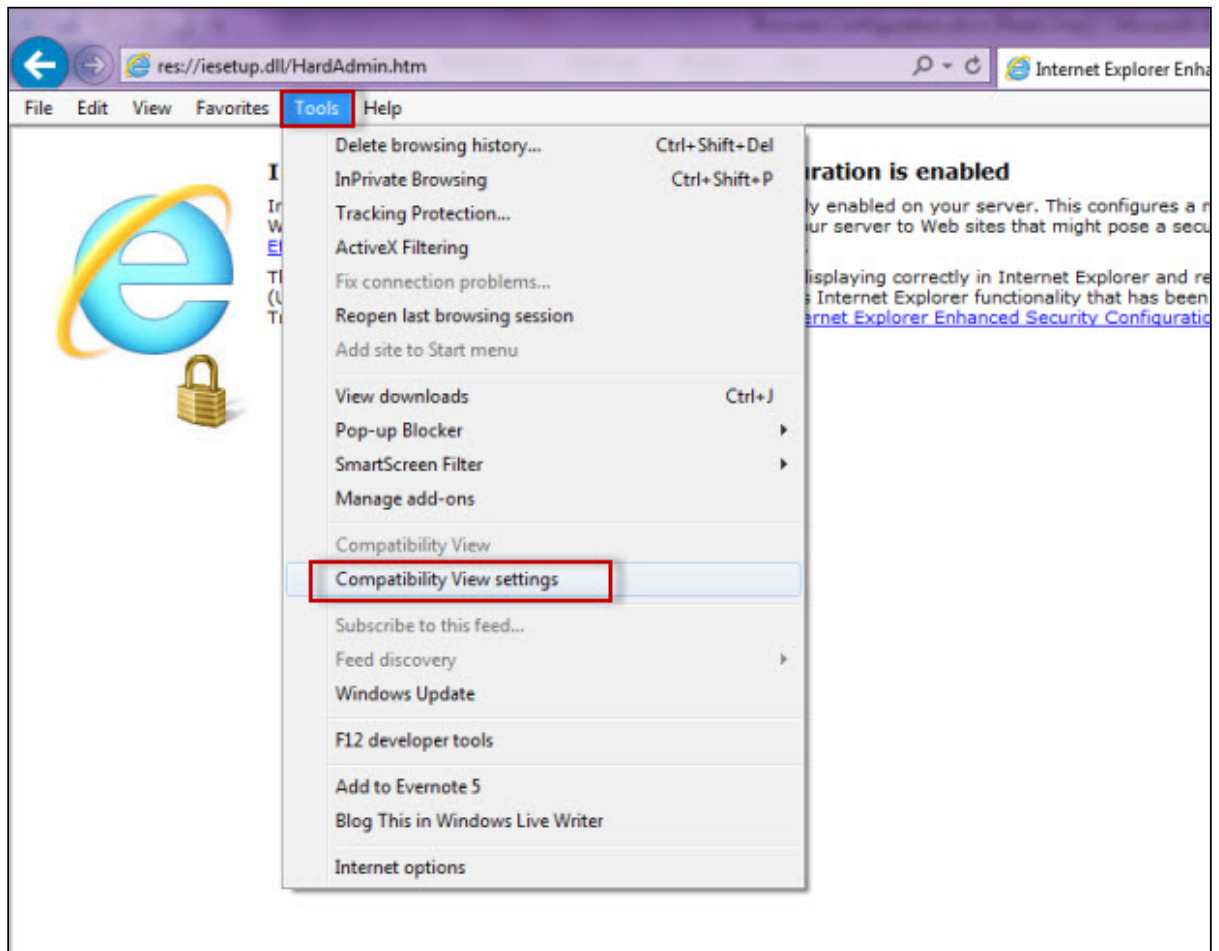 res://iesetup.dll/HardAdmin.htm
Internet Explorer Enha
File Edit View Favorites Tools Help
Delete browsing history... Ctrl+Shift+Del
I
ration is enabled
InPrivate Browsing Ctrl+Shift+P
ly enabled on your server. This configures a
Tracking Protection...
ur server to Web sites that might pose a secu
ActiveX Filtering
Fix connection problems...
isplaying correctly in Internet Explorer and re
Internet Explorer functionality that has been
Reopen last browsing session
ernet Explorer Enhanced Security Configuratio
Add site to Start menu
View downloads Ctrl+J
Pop-up Blocker
SmartScreen Filter
Manage add-ons
Compatibility View
Compatibility View settings
Subscribe to this feed...
Feed discovery
Windows Update
F12 developer tools
Add to Evernote 5
Blog This in Windows Live Writer
Internet options